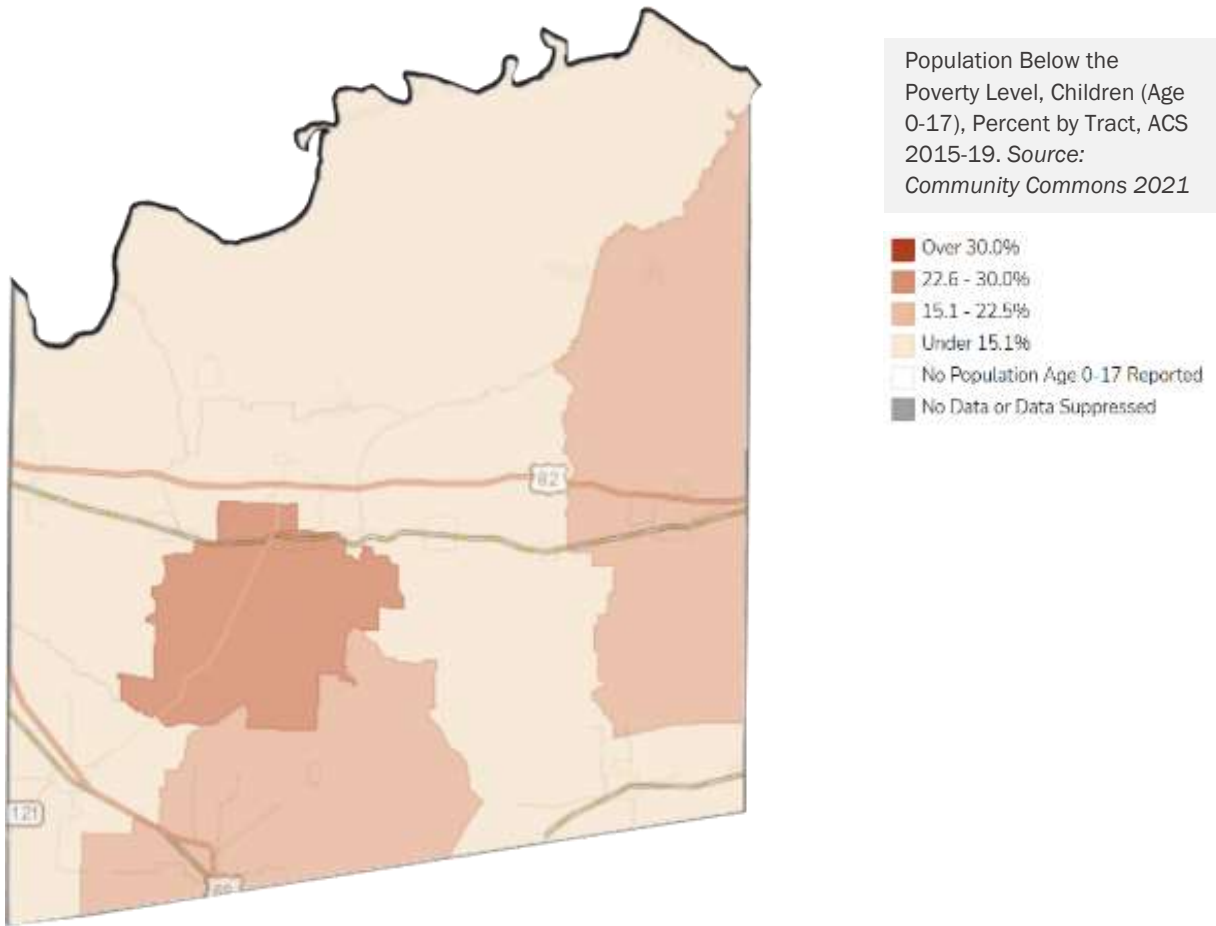 Population Below the
Poverty Level, Children (Age
0-17), Percent by Tract, ACS
2015-19. Source:
Community Commons 2021
Over 30.0%
22.6 - 30.0%
15.1 - 22.5%
Under 15.1%
No Population Age 0-17 Reported
No Data or Data Suppressed
82
121